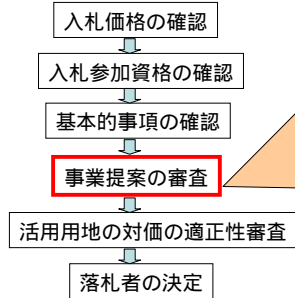 入札価格の確認
入札参加資格の確認
基本的事項の確認
事業提案の審査
活用用地の対価の適正性審査
落札者の決定